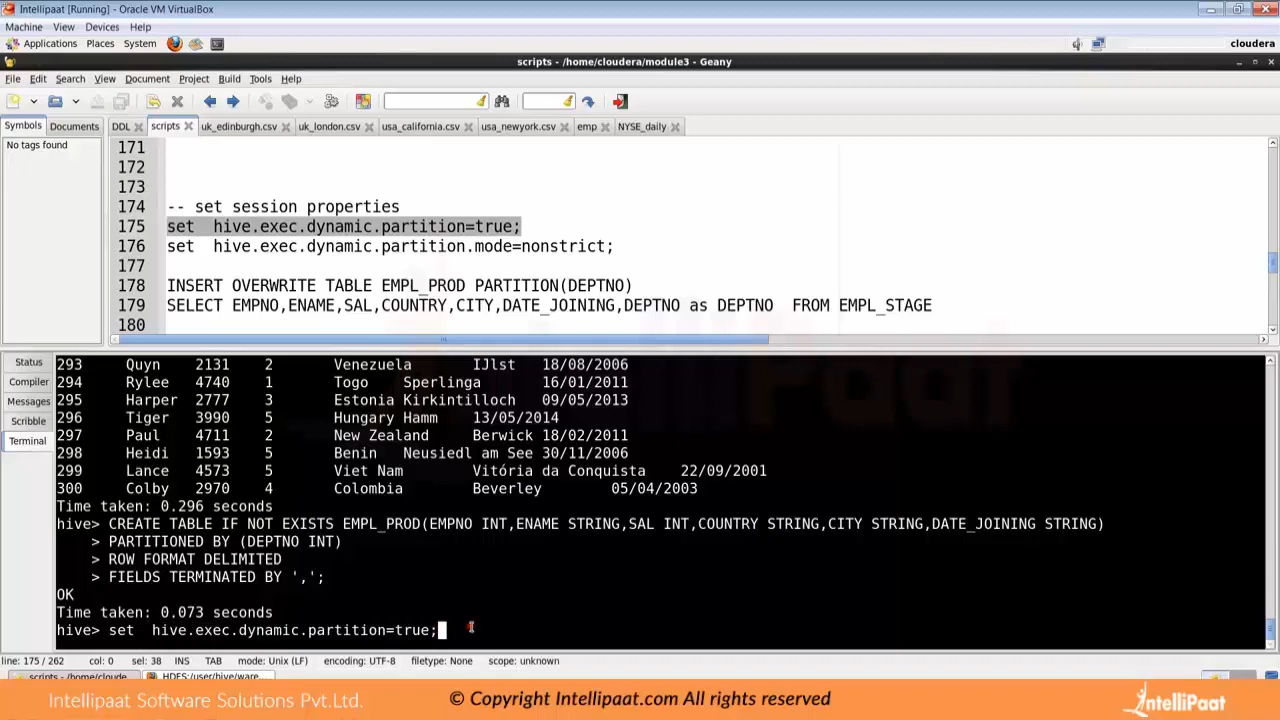 Intellipaat [Running] - Oracle VM VirtualBox
Machine View Devices Help
Applications Places System cloudera
scripts - /home/cloudera/module3 - Geany
File Edit Search View Document Project Build Tools Help
Symbols Documents DDL scripts uk_edinburgh.csv uk_london.csv usa_california.csv usa_newyork.csv emp NYSE_daily
No tags found
171
172
173
174 -- set session properties
175 set hive.exec.dynamic.partition=true;
176 set hive.exec.dynamic.partition.mode=nonstrict;
177
178 INSERT OVERWRITE TABLE EMPL_PROD PARTITION(DEPTNO)
179 SELECT EMPNO,ENAME,SAL,COUNTRY,CITY,DATE_JOINING,DEPTNO as DEPTNO FROM EMPL_STAGE
180
Status
Compiler
Messages
Scribble
Terminal
293 Quyn 2131 2 Venezuela IJlst 18/08/2006
294 Rylee 4740 1 Togo Sperlinga 16/01/2011
295 Harper 2777 3 Estonia Kirkintilloch 09/05/2013
296 Tiger 3990 5 Hungary Hamm 13/05/2014
297 Paul 4711 2 New Zealand Berwick 18/02/2011
298 Heidi 1593 5 Benin Neusiedl am See 30/11/2006
299 Lance 4573 5 Viet Nam Vitória da Conquista 22/09/2001
300 Colby 2970 4 Colombia Beverley 05/04/2003
Time taken: 0.296 seconds
hive> CREATE TABLE IF NOT EXISTS EMPL_PROD(EMPNO INT,ENAME STRING,SAL INT,COUNTRY STRING,CITY STRING,DATE_JOINING STRING)
> PARTITIONED BY (DEPTNO INT)
> ROW FORMAT DELIMITED
> FIELDS TERMINATED BY ',';
OK
Time taken: 0.073 seconds
hive> set hive.exec.dynamic.partition=true;
line: 175 / 262 col: 0 sel: 38 INS TAB mode: Unix (LF) encoding: UTF-8 filetype: None scope: unknown
scripts - /home/cloude... HDFS:/user/hive/ware...
Intellipaat Software Solutions Pvt.Ltd. © Copyright Intellipaat.com All rights reserved IntelliPaat